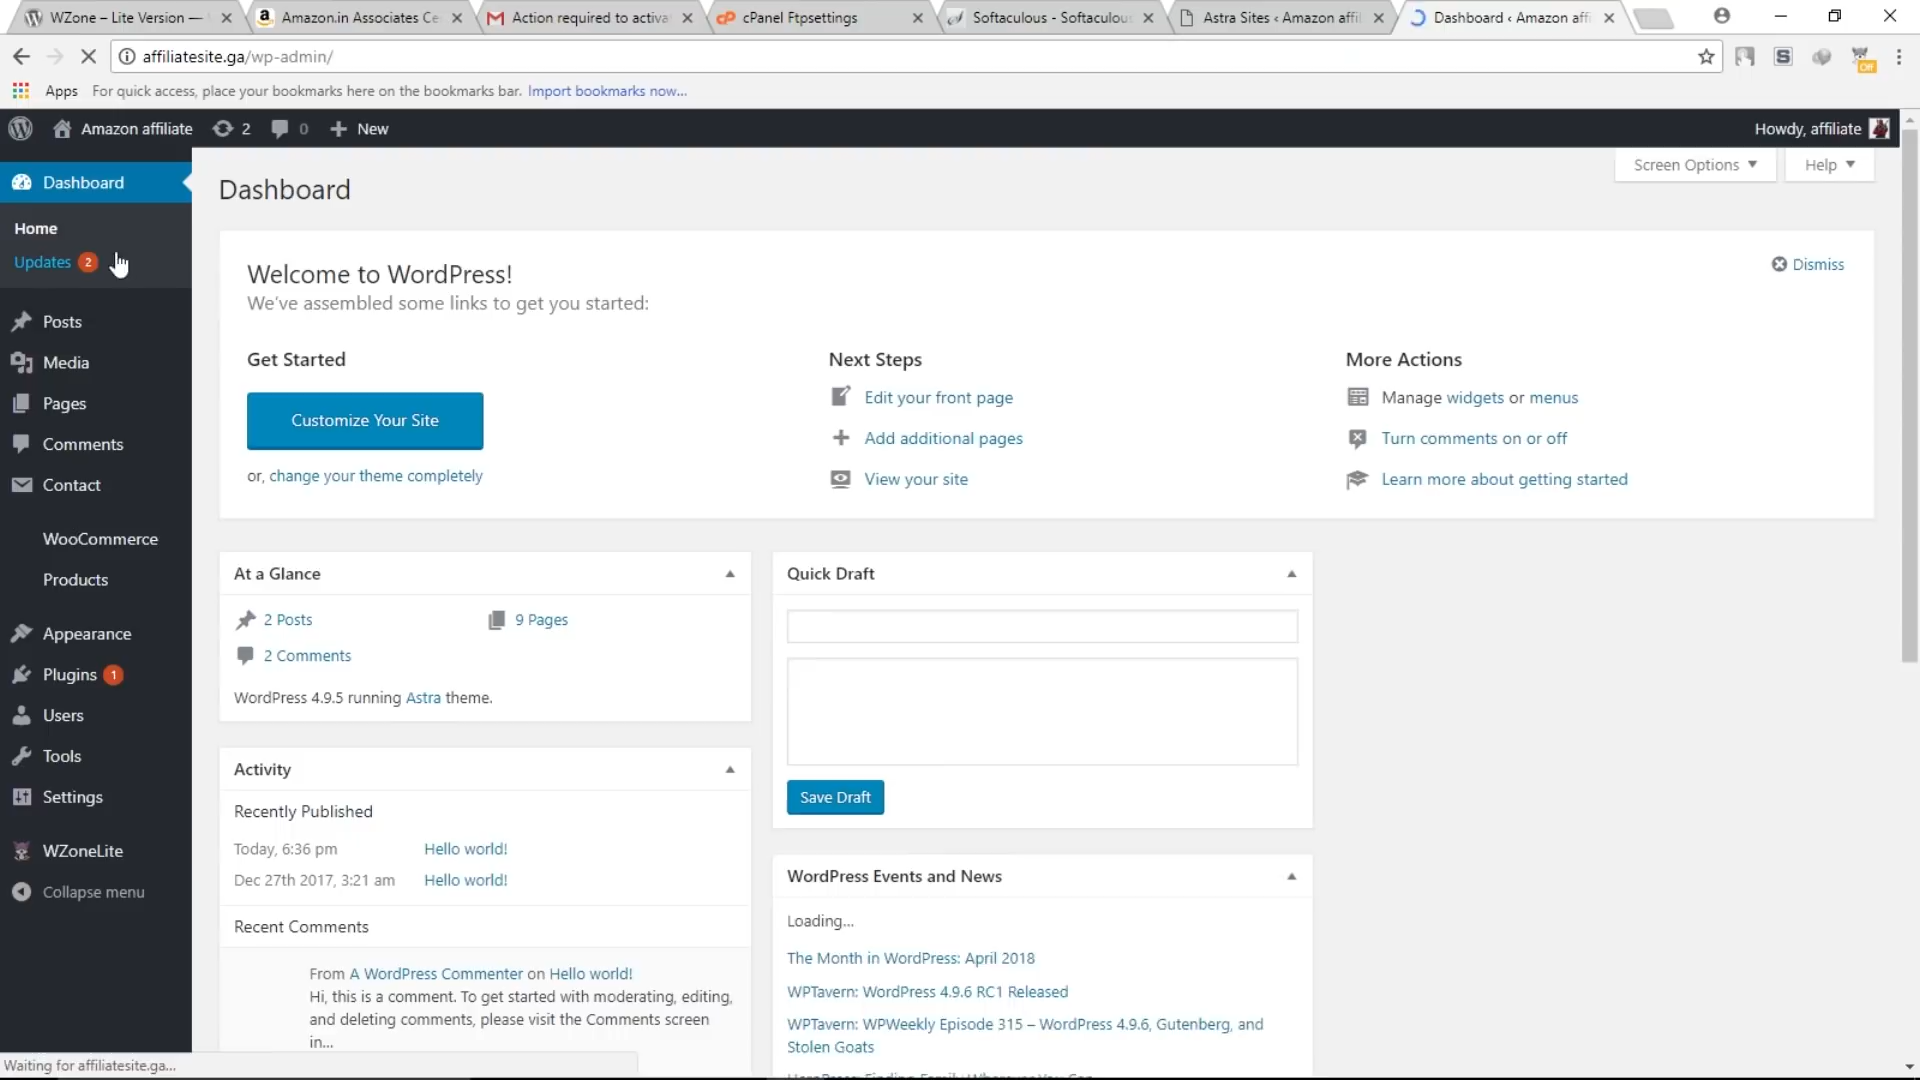 WZone – Lite Version —
Amazon.in Associates Ce
Action required to activa
cPanel Ftpsettings
Softaculous - Softaculous
Astra Sites ‹ Amazon affil
Dashboard ‹ Amazon affi
affiliatesite.ga/wp-admin/
Apps For quick access, place your bookmarks here on the bookmarks bar. Import bookmarks now...
Off
Amazon affiliate 2 0 New
Howdy, affiliate
Dashboard
Home
Updates 2
Posts
Media
Pages
Comments
Contact
WooCommerce
Products
Appearance
Plugins 1
Users
Tools
Settings
WZoneLite
Collapse menu
Screen Options
Help
Dashboard
Welcome to WordPress!
Dismiss
We've assembled some links to get you started:
Get Started
Customize Your Site
or, change your theme completely
Next Steps
Edit your front page
Add additional pages
View your site
More Actions
Manage widgets or menus
Turn comments on or off
Learn more about getting started
At a Glance
2 Posts
9 Pages
2 Comments
WordPress 4.9.5 running Astra theme.
Activity
Recently Published
Today, 6:36 pm Hello world!
Dec 27th 2017, 3:21 am Hello world!
Recent Comments
From A WordPress Commenter on Hello world!
Hi, this is a comment. To get started with moderating, editing,
and deleting comments, please visit the Comments screen
in...
Quick Draft
Save Draft
WordPress Events and News
Loading...
The Month in WordPress: April 2018
WPTavern: WordPress 4.9.6 RC1 Released
WPTavern: WPWeekly Episode 315 – WordPress 4.9.6, Gutenberg, and
Stolen Goats
Waiting for affiliatesite.ga...